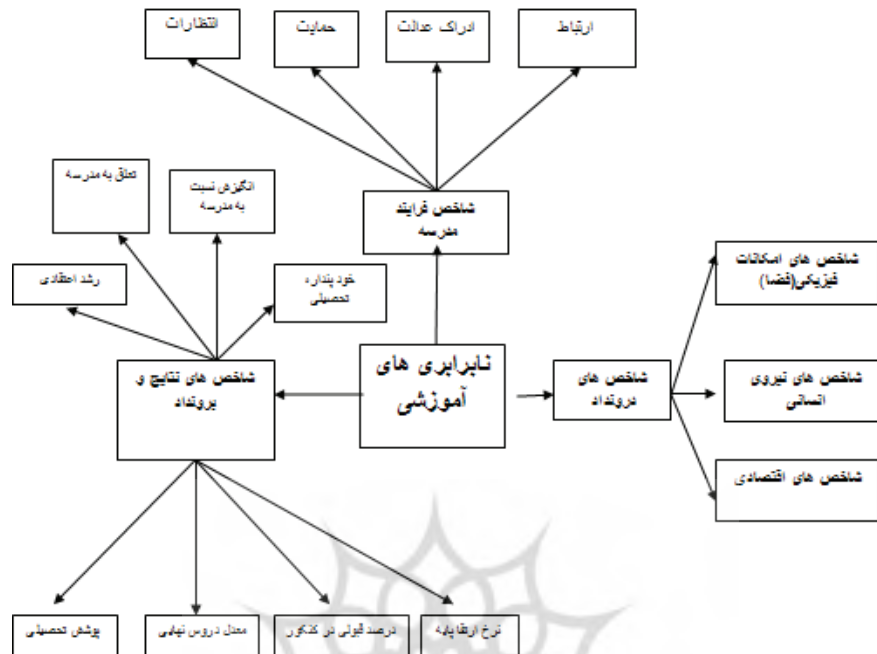 ارتباط
ادراک عدالت
حمایت
انتظارات
شاخص فرایند
مدرسه
انگیزش نسبت
به مدرسه
تعلق به مدرسه
خود پنداره
تحصیلی
رشد اعتقادی
شاخص های امکانات
فیزیکی(فضا)
نابرابری های
آموزشی
شاخص های
درونداد
شاخص های نیروی
انسانی
شاخص های نتایج و
برونداد
شاخص های اقتصادی
نرخ ارتقا پایه
درصد قبولی در کنکور
معدل دروس نهایی
پوشش تحصیلی